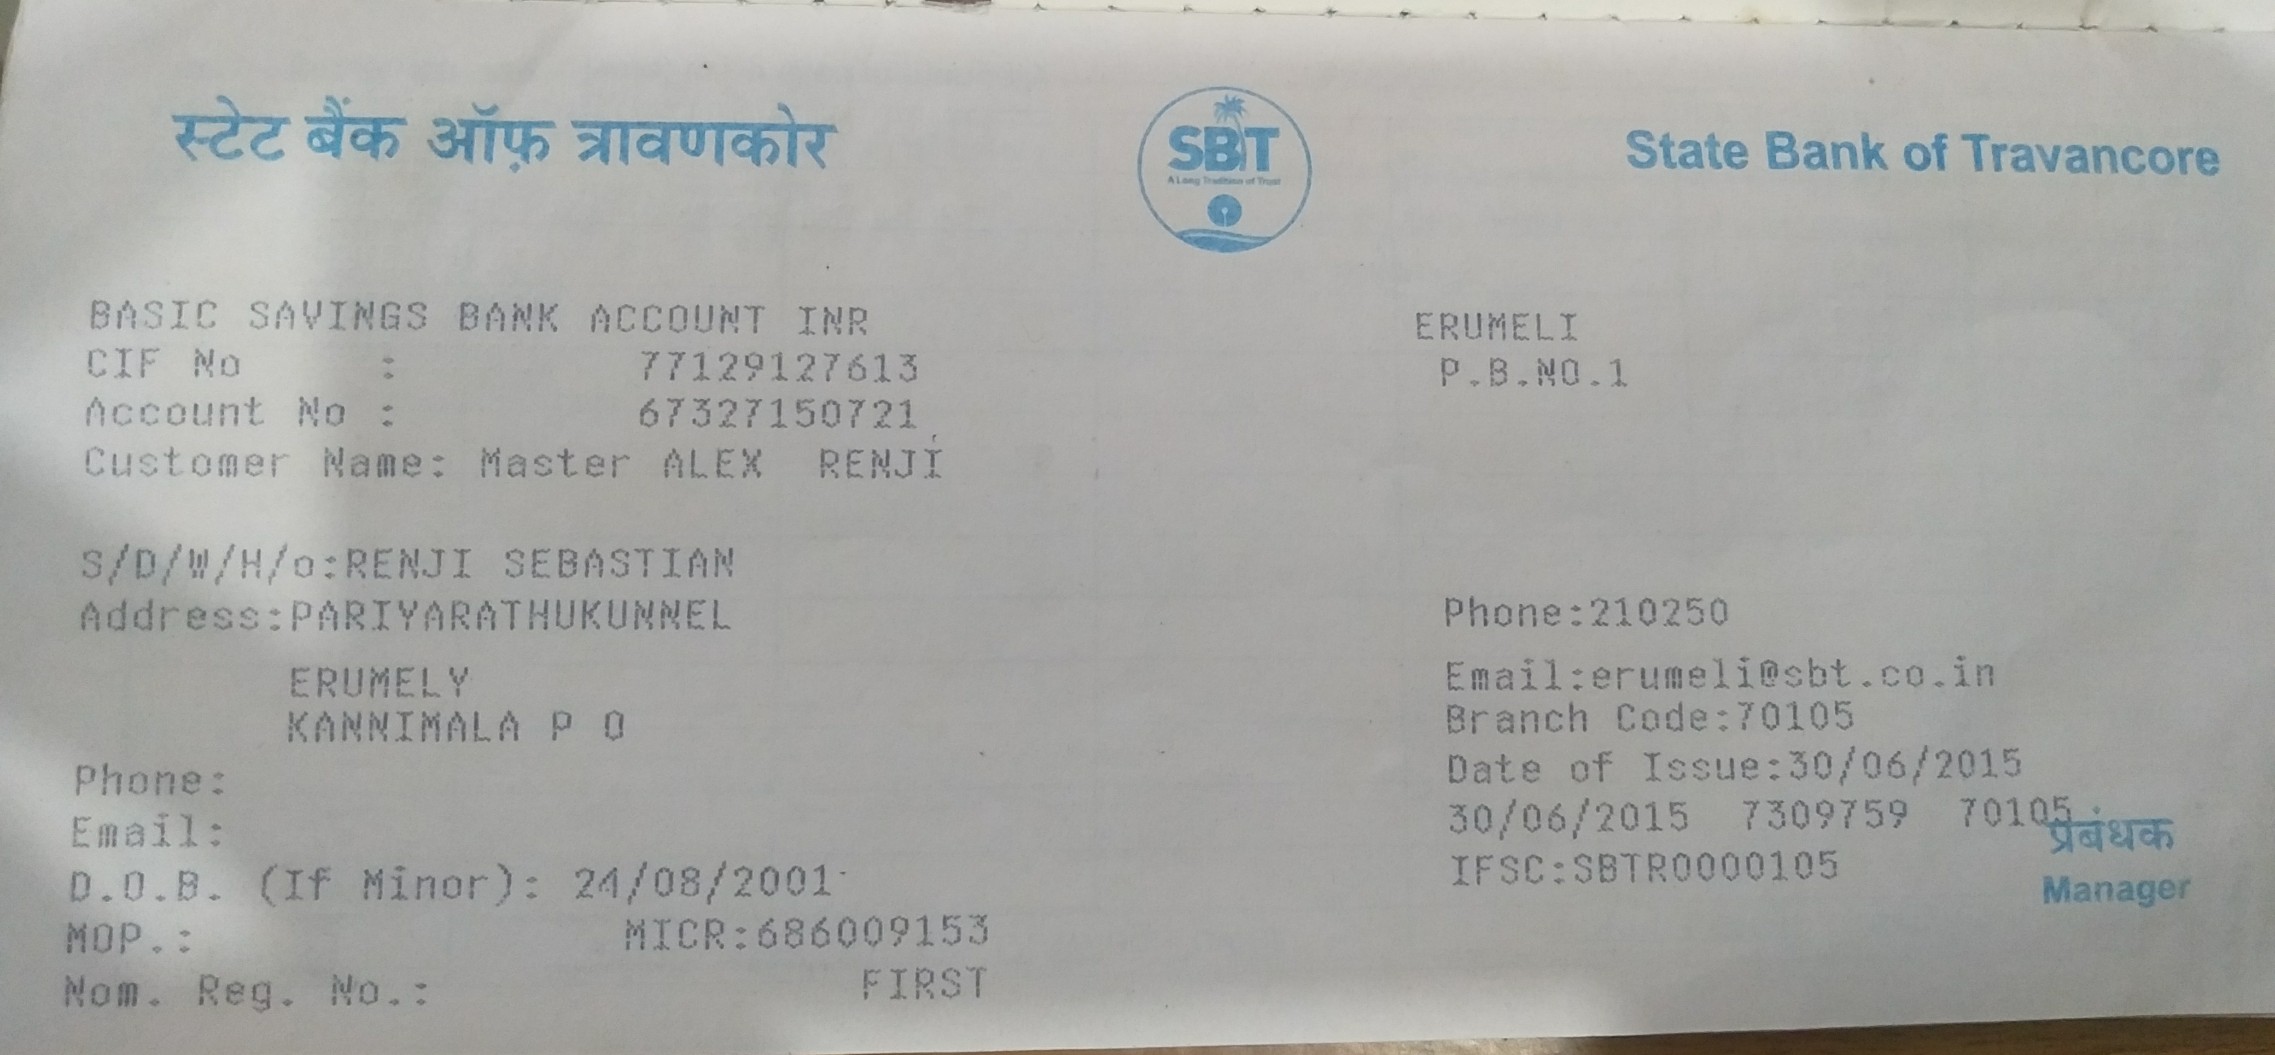 स्टेट बैंक ऑफ़ त्रावणकोर
SBT
A Long Tradition of Trust
State Bank of Travancore
BASIC SAVINGS BANK ACCOUNT INR
CIF No : 77129127613
Account No : 67327150721
Customer Name: Master ALEX RENJI
S/D/W/H/o:RENJI SEBASTIAN
Address:PARIYARATHUKUNNEL
ERUMELY
KANNIMALA P O
Phone:
Email:
D.O.B. (If Minor): 24/08/2001
MOP.: MICR:686009153
Nom. Reg. No.: FIRST
ERUMELI
P.B.NO.1
Phone:210250
Email:erumeli@sbt.co.in
Branch Code:70105
Date of Issue:30/06/2015
30/06/2015 7309759 70105
IFSC:SBTR0000105
प्रबंधक
Manager